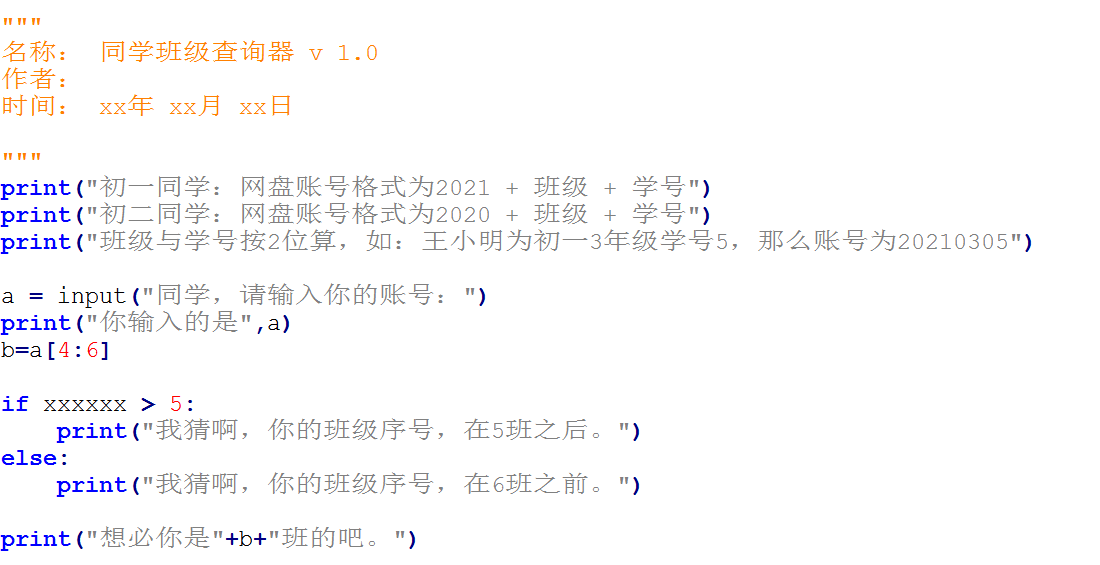 """
名称： 同学班级查询器 v 1.0
作者：
时间： xx年 xx月 xx日
"""
print("初一同学：网盘账号格式为2021 + 班级 + 学号")
print("初二同学：网盘账号格式为2020 + 班级 + 学号")
print("班级与学号按2位算，如：王小明为初一3年级学号5，那么账号为20210305")
a = input("同学，请输入你的账号：")
print("你输入的是",a)
b=a[4:6]
if xxxxxx > 5:
    print("我猜啊，你的班级序号，在5班之后。")
else:
    print("我猜啊，你的班级序号，在6班之前。")
print("想必你是"+b+"班的吧。")